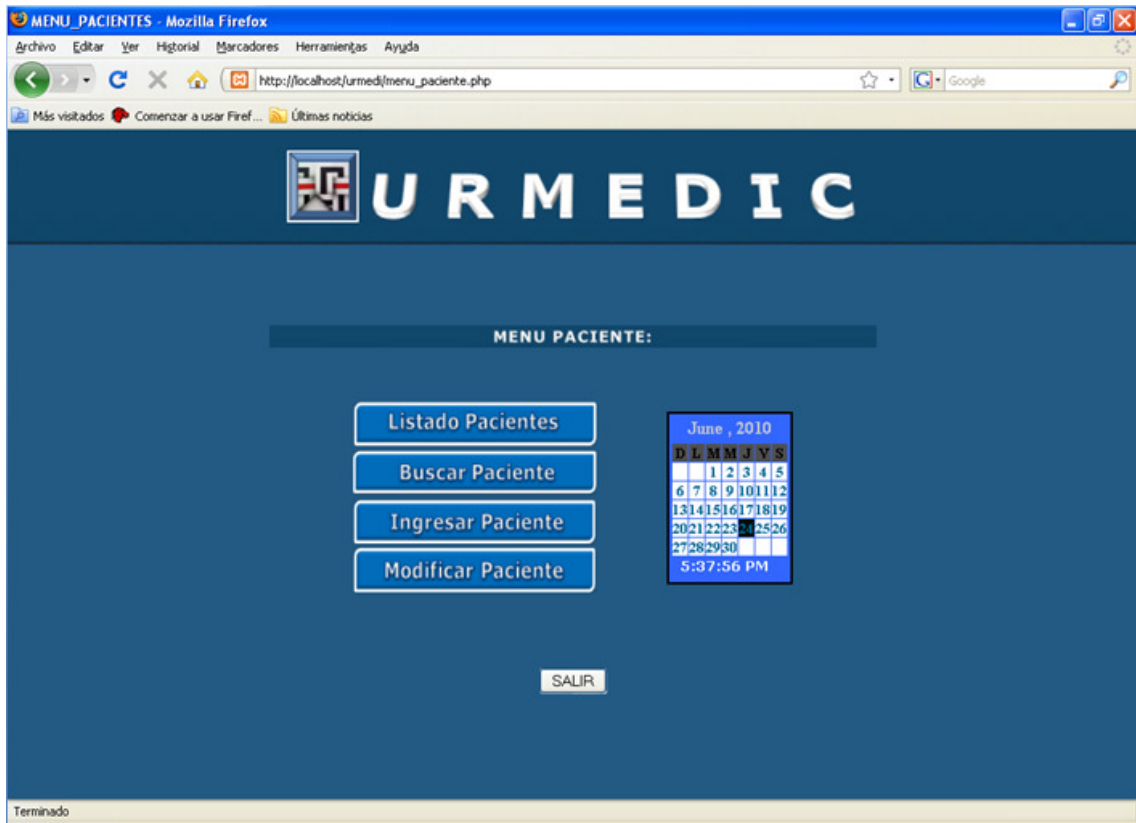 MENU_PACIENTES - Mozilla Firefox
Archivo Editar Ver Historial Marcadores Herramientas Ayuda
http://localhost/urmedi/menu_paciente.php
Google
Más visitados Comenzar a usar Firef... Últimas noticias
URMEDIC
MENU PACIENTE:
Listado Pacientes
Buscar Paciente
Ingresar Paciente
Modificar Paciente
June , 2010
D L M M J V S
1 2 3 4 5
6 7 8 9 10 11 12
13 14 15 16 17 18 19
20 21 22 23 24 25 26
27 28 29 30
5:37:56 PM
SALIR
Terminado